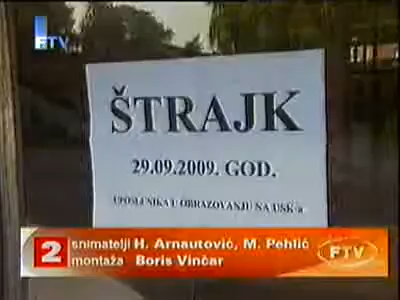 FTV
ŠTRAJK
29.09.2009. GOD.
UPOSLENIKA U OBRAZOVANJU NA USK-a
2
snimatelji H. Arnautović, M. Pehlić
montaža Boris Vinčar
FTV